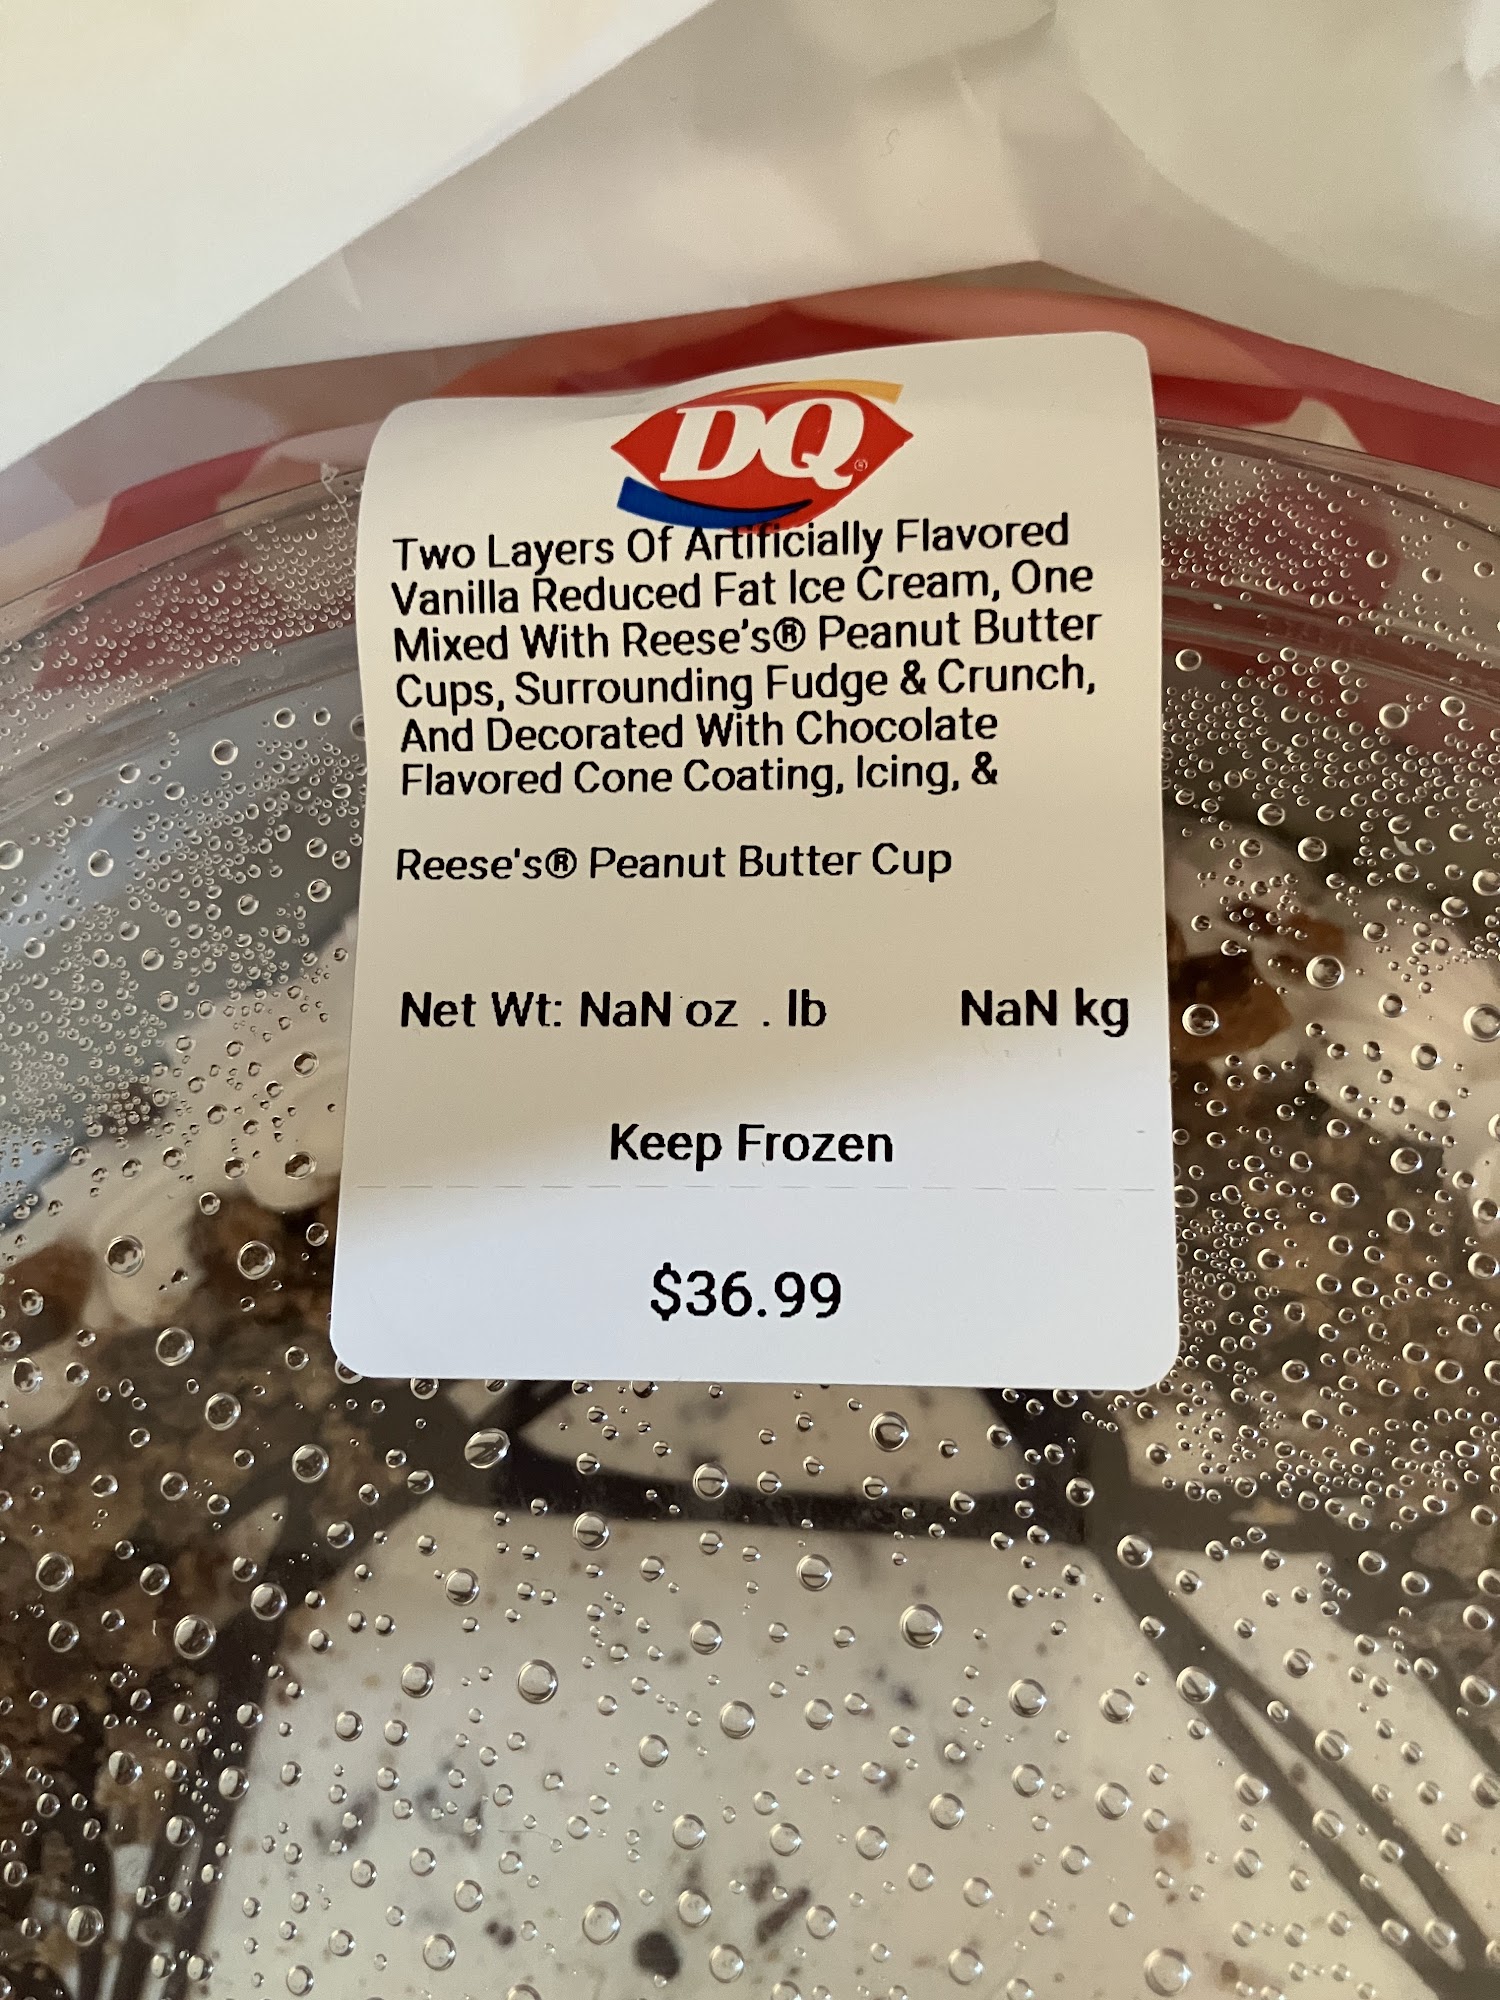 DQ®
Two Layers Of Artificially Flavored
Vanilla Reduced Fat Ice Cream, One
Mixed With Reese's® Peanut Butter
Cups, Surrounding Fudge & Crunch,
And Decorated With Chocolate
Flavored Cone Coating, Icing, &
Reese's® Peanut Butter Cup
Net Wt: NaN oz . lb NaN kg
Keep Frozen
$36.99